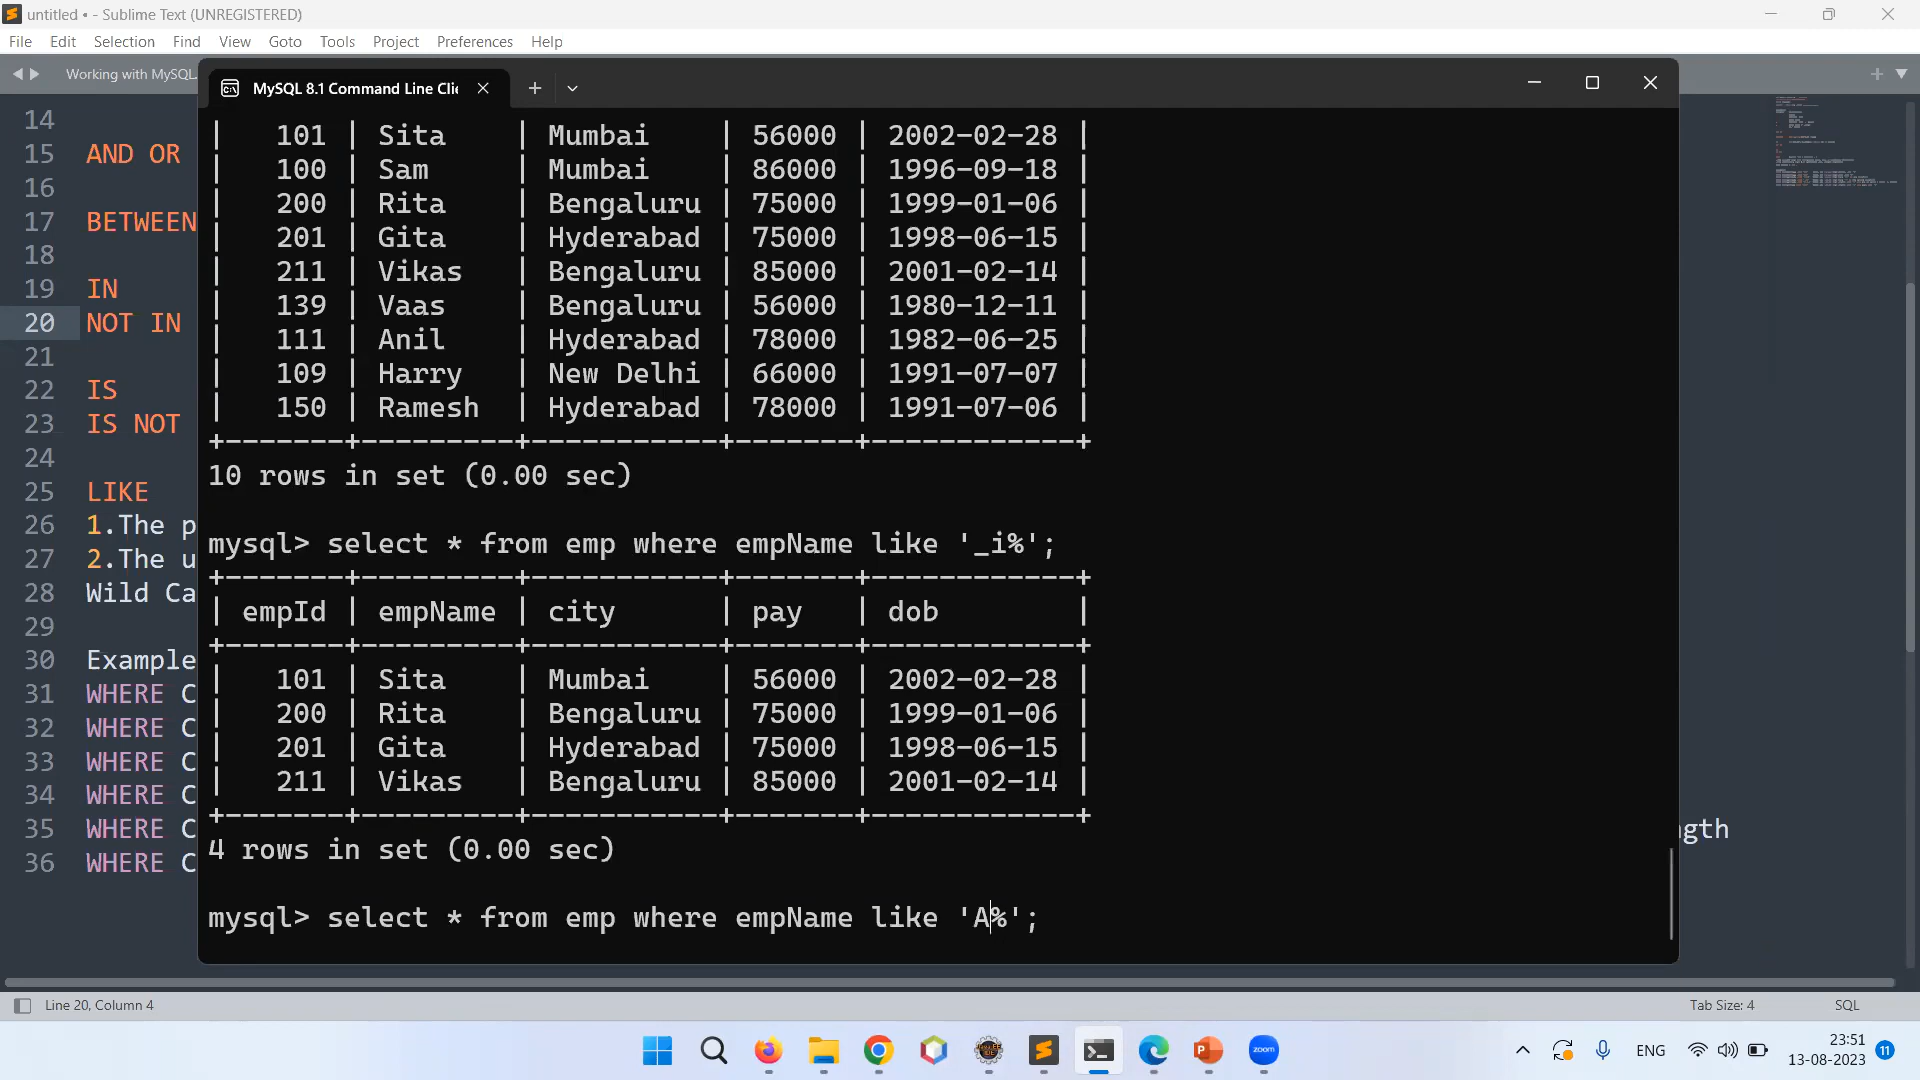 untitled • - Sublime Text (UNREGISTERED)
File Edit Selection Find View Goto Tools Project Preferences Help
Working with MySQL.
MySQL 8.1 Command Line Clie
14
15 AND OR
16
17 BETWEEN
18
19 IN
20 NOT IN
21
22 IS
23 IS NOT
24
25 LIKE
26 1.The p
27 2.The u
28 Wild Ca
29
30 Example
31 WHERE C
32 WHERE C
33 WHERE C
34 WHERE C
35 WHERE C
36 WHERE C
gth
| 101 | Sita | Mumbai | 56000 | 2002-02-28 |
| 100 | Sam | Mumbai | 86000 | 1996-09-18 |
| 200 | Rita | Bengaluru | 75000 | 1999-01-06 |
| 201 | Gita | Hyderabad | 75000 | 1998-06-15 |
| 211 | Vikas | Bengaluru | 85000 | 2001-02-14 |
| 139 | Vaas | Bengaluru | 56000 | 1980-12-11 |
| 111 | Anil | Hyderabad | 78000 | 1982-06-25 |
| 109 | Harry | New Delhi | 66000 | 1991-07-07 |
| 150 | Ramesh | Hyderabad | 78000 | 1991-07-06 |
+-------+---------+-----------+-------+------------+
10 rows in set (0.00 sec)
mysql> select * from emp where empName like '_i%';
+-------+---------+-----------+-------+------------+
| empId | empName | city | pay | dob |
+-------+---------+-----------+-------+------------+
| 101 | Sita | Mumbai | 56000 | 2002-02-28 |
| 200 | Rita | Bengaluru | 75000 | 1999-01-06 |
| 201 | Gita | Hyderabad | 75000 | 1998-06-15 |
| 211 | Vikas | Bengaluru | 85000 | 2001-02-14 |
+-------+---------+-----------+-------+------------+
4 rows in set (0.00 sec)
mysql> select * from emp where empName like 'A%';
Line 20, Column 4
Tab Size: 4
SQL
zoom
ENG
23:51
13-08-2023
11